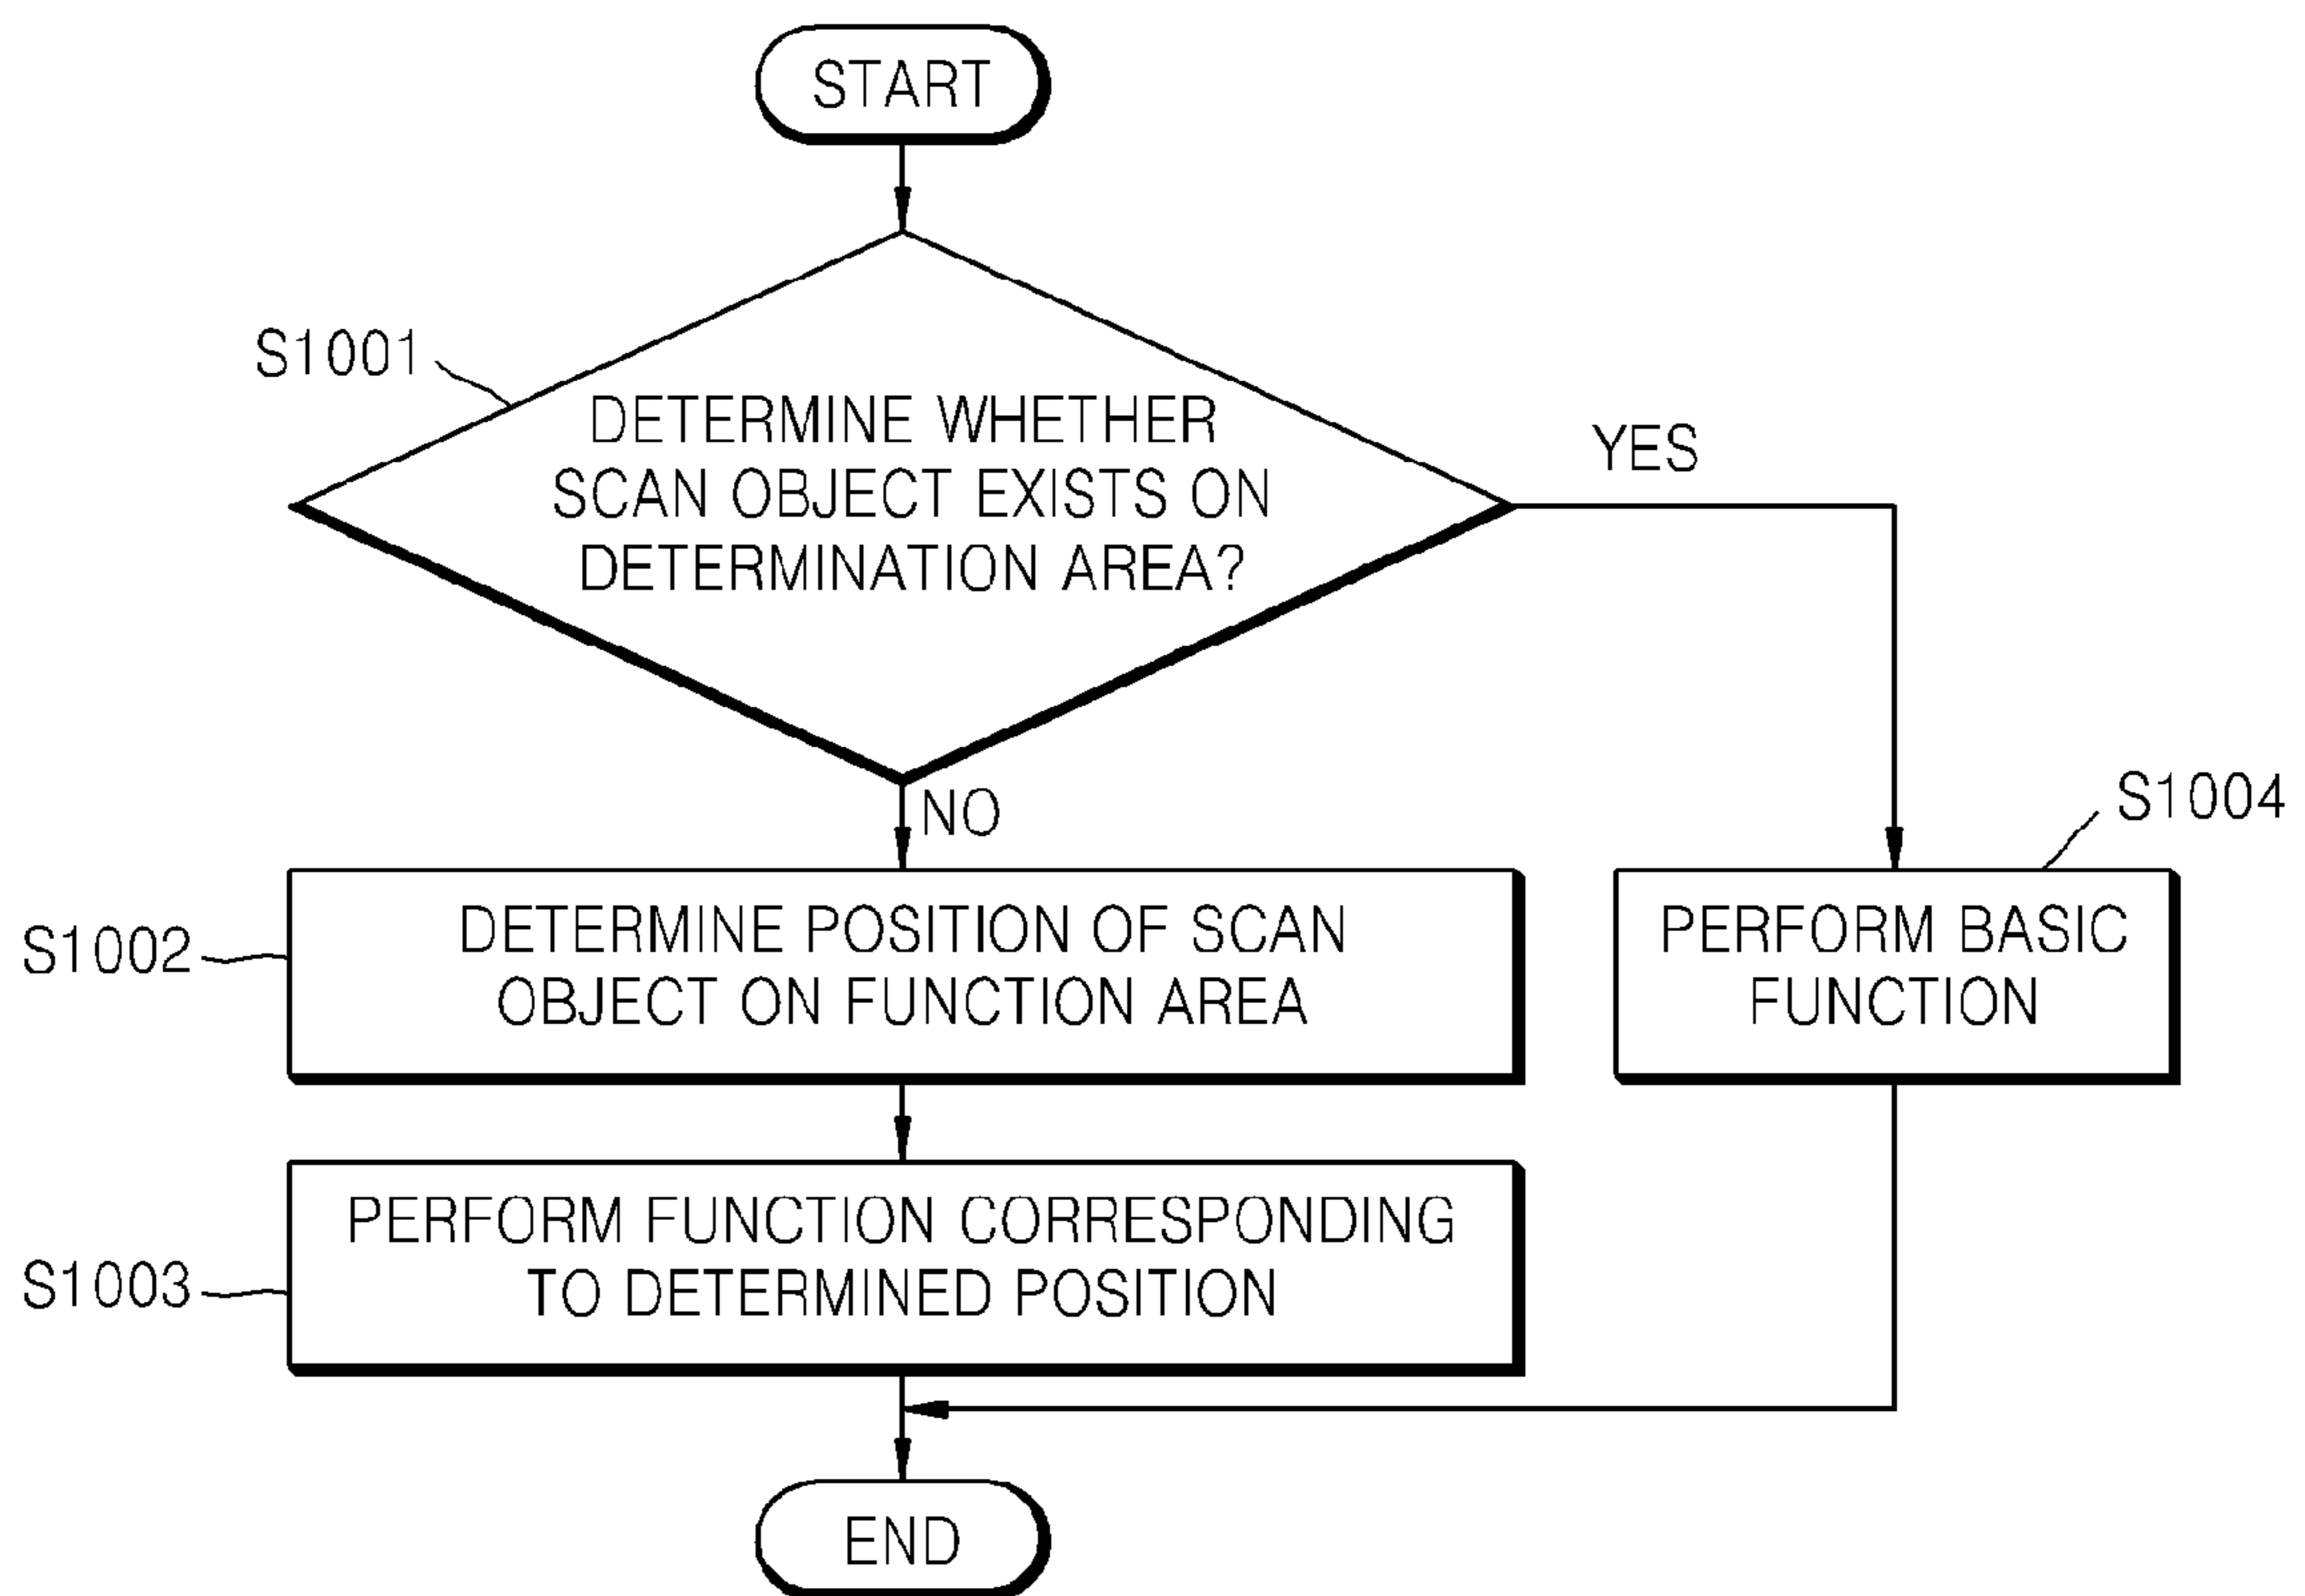 START
S1001
DETERMINE WHETHER
SCAN OBJECT EXISTS ON
DETERMINATION AREA?
YES
NO
S1002
DETERMINE POSITION OF SCAN
OBJECT ON FUNCTION AREA
S1004
PERFORM BASIC
FUNCTION
S1003
PERFORM FUNCTION CORRESPONDING
TO DETERMINED POSITION
END